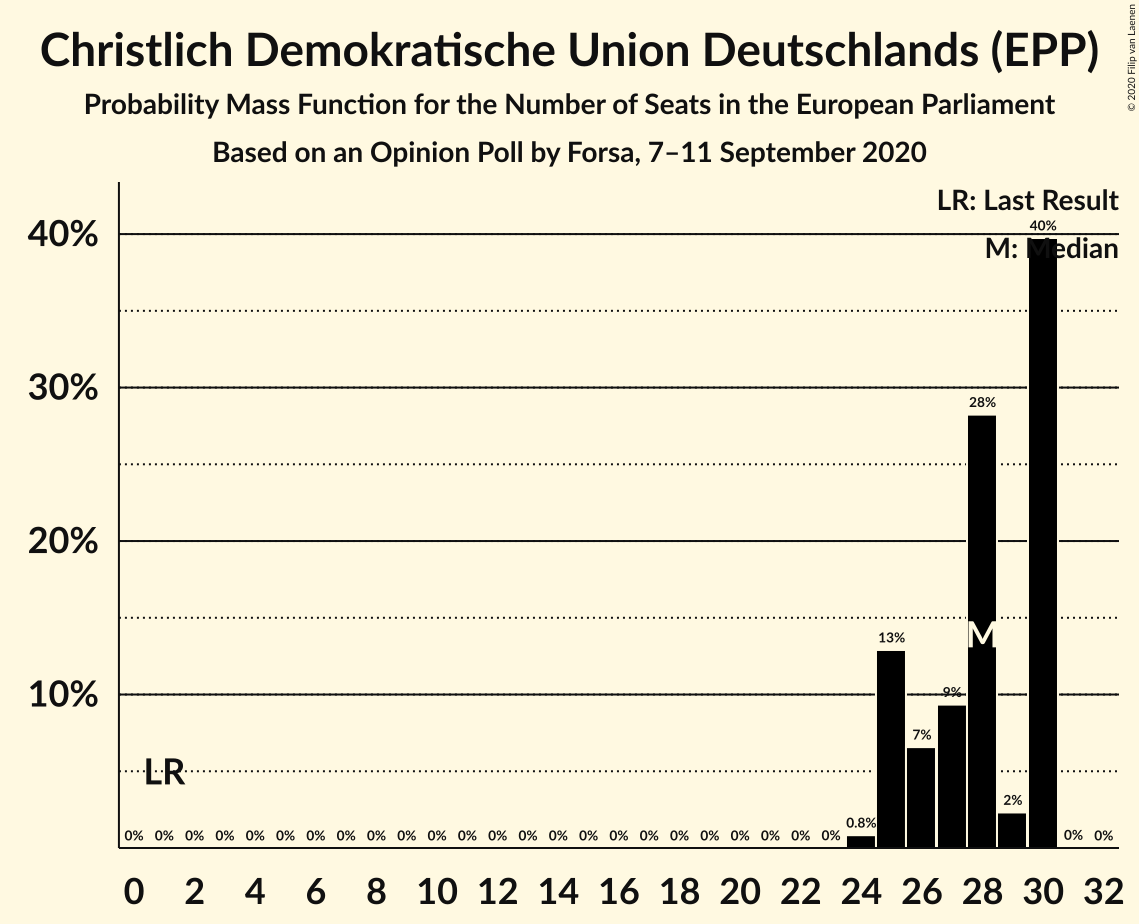 Christlich Demokratische Union Deutschlands (EPP)
Probability Mass Function for the Number of Seats in the European Parliament
Based on an Opinion Poll by Forsa, 7–11 September 2020
© 2020 Filip van Laenen
LR: Last Result
M: Median
40%
30%
20%
10%
LR
M
0% 0% 0% 0% 0% 0% 0% 0% 0% 0% 0% 0% 0% 0% 0% 0% 0% 0% 0% 0% 0% 0% 0% 0% 0.8% 13% 7% 9% 28% 2% 40% 0% 0%
0 2 4 6 8 10 12 14 16 18 20 22 24 26 28 30 32